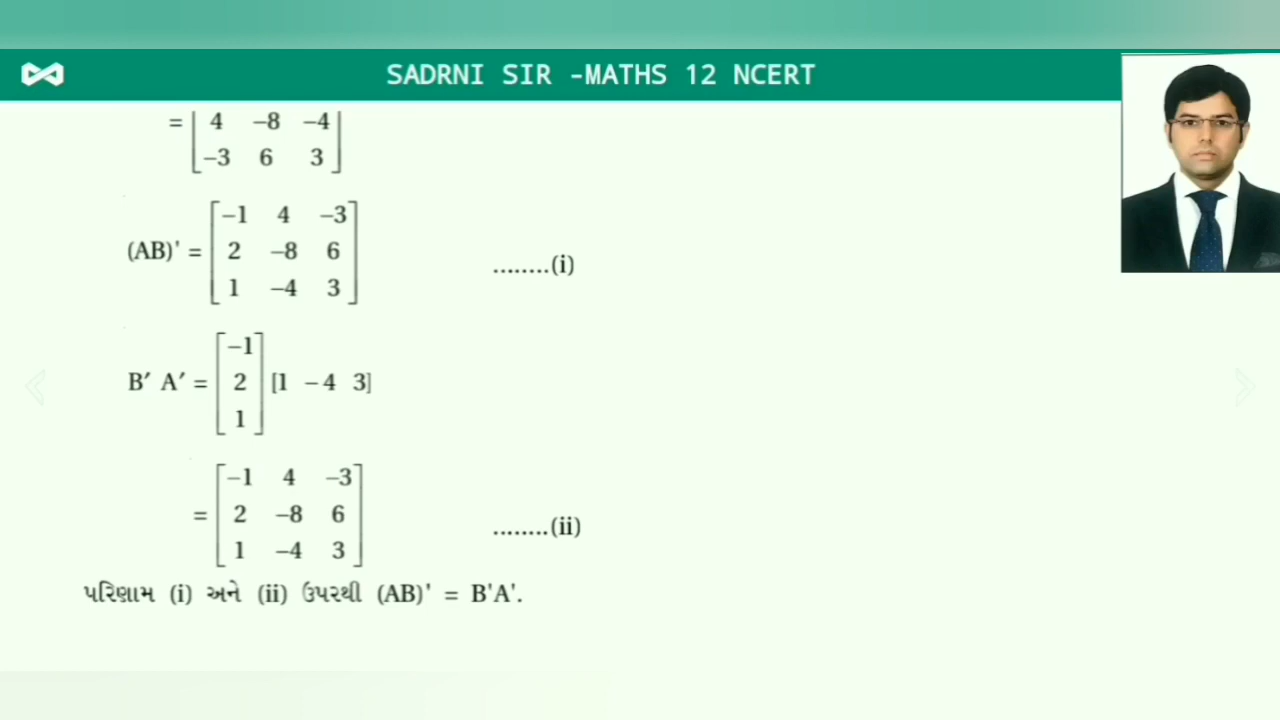 SADRNI SIR -MATHS 12 NCERT
= [ 4 −8 −4
−3 6 3 ]
(AB)' = [ −1 4 −3
2 −8 6
1 −4 3 ] ........(i)
B′ A′ = [ −1
2
1 ] [1 −4 3]
= [ −1 4 −3
2 −8 6
1 −4 3 ] ........(ii)
પરિણામ (i) અને (ii) ઉપરથી (AB)' = B'A'.